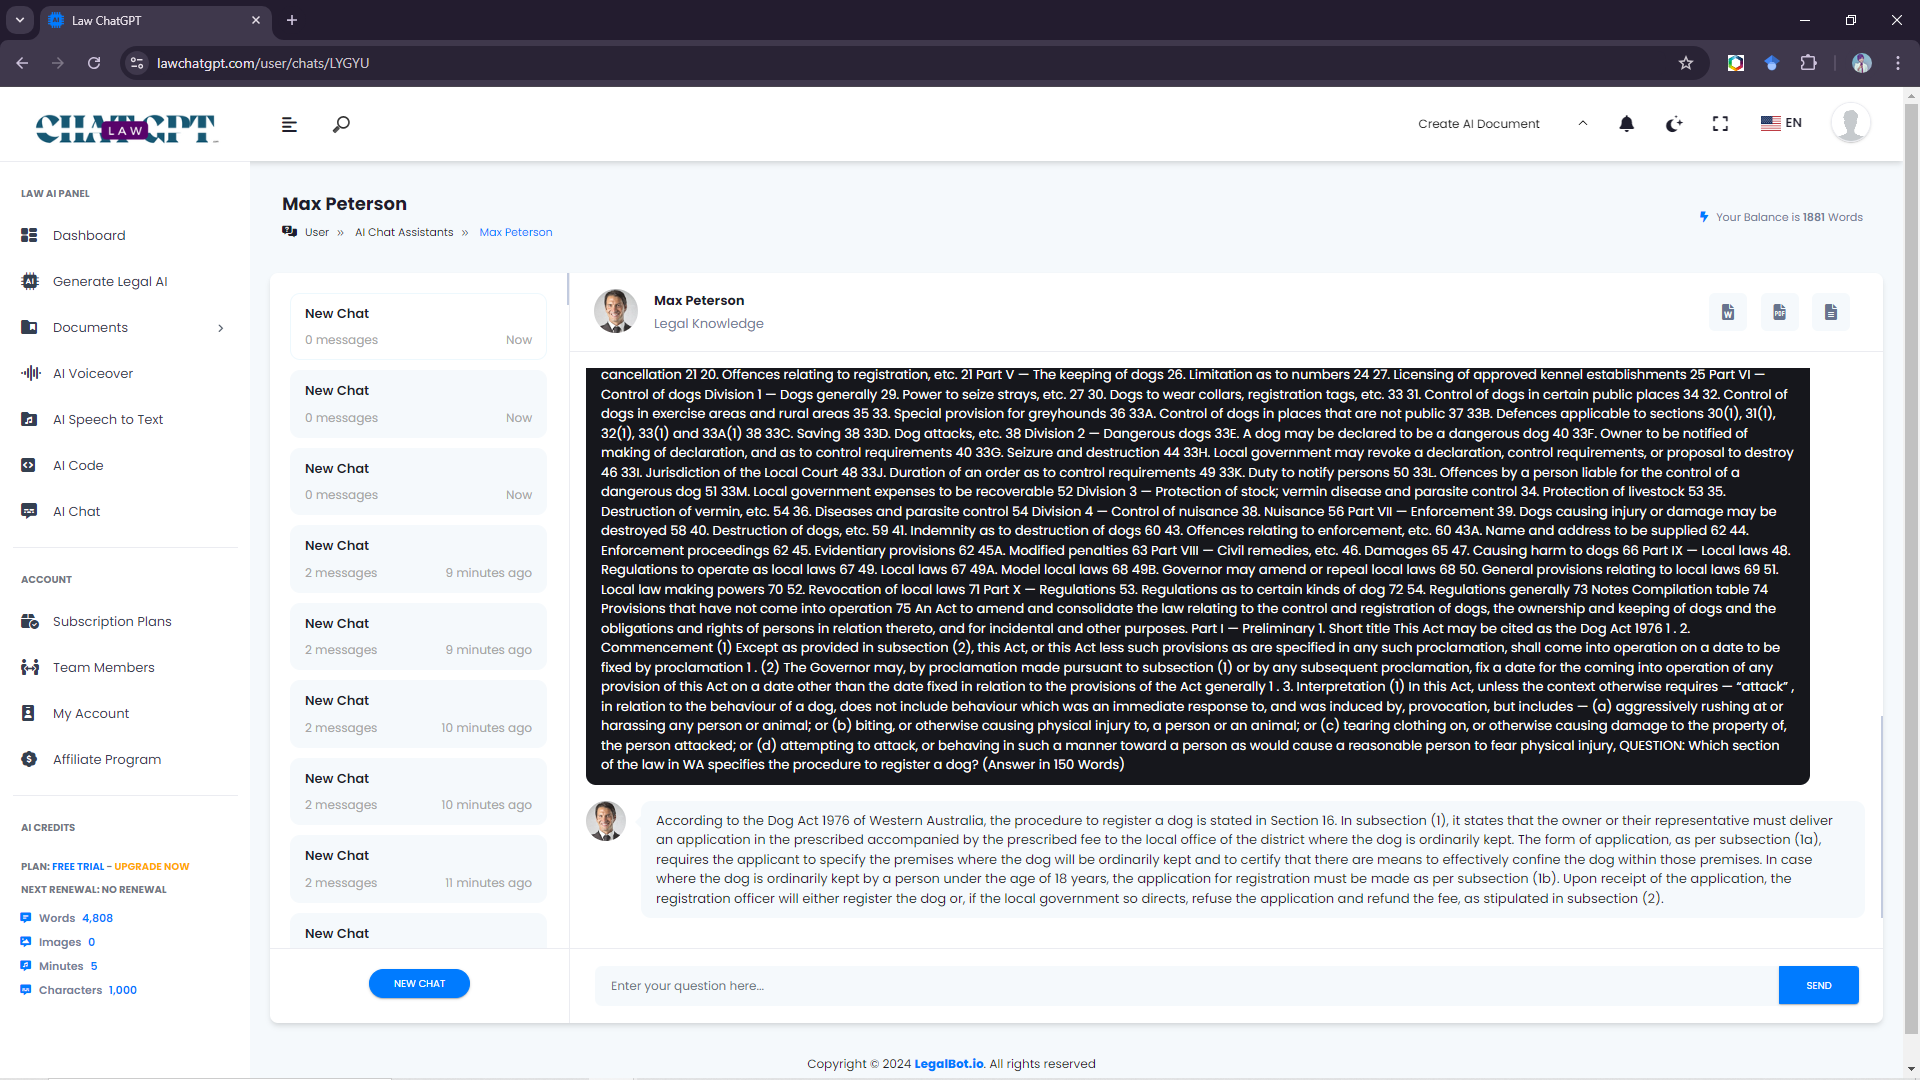 Law ChatGPT
lawchatgpt.com/user/chats/LYGYU
CHATGPT
LAW
Create AI Document
EN
LAW AI PANEL
Dashboard
Generate Legal AI
Documents
AI Voiceover
AI Speech to Text
AI Code
AI Chat
ACCOUNT
Subscription Plans
Team Members
My Account
Affiliate Program
AI CREDITS
PLAN: FREE TRIAL - UPGRADE NOW
NEXT RENEWAL: NO RENEWAL
Words 4,808
Images 0
Minutes 5
Characters 1,000
Max Peterson
User » AI Chat Assistants » Max Peterson
Your Balance is 1881 Words
New Chat
0 messages Now
New Chat
0 messages Now
New Chat
0 messages Now
New Chat
2 messages 9 minutes ago
New Chat
2 messages 9 minutes ago
New Chat
2 messages 10 minutes ago
New Chat
2 messages 10 minutes ago
New Chat
2 messages 11 minutes ago
New Chat
NEW CHAT
Max Peterson
Legal Knowledge
cancellation 21 20. Offences relating to registration, etc. 21 Part V — The keeping of dogs 26. Limitation as to numbers 24 27. Licensing of approved kennel establishments 25 Part VI —
Control of dogs Division 1 — Dogs generally 29. Power to seize strays, etc. 27 30. Dogs to wear collars, registration tags, etc. 33 31. Control of dogs in certain public places 34 32. Control of
dogs in exercise areas and rural areas 35 33. Special provision for greyhounds 36 33A. Control of dogs in places that are not public 37 33B. Defences applicable to sections 30(1), 31(1),
32(1), 33(1) and 33A(1) 38 33C. Saving 38 33D. Dog attacks, etc. 38 Division 2 — Dangerous dogs 33E. A dog may be declared to be a dangerous dog 40 33F. Owner to be notified of
making of declaration, and as to control requirements 40 33G. Seizure and destruction 44 33H. Local government may revoke a declaration, control requirements, or proposal to destroy
46 33I. Jurisdiction of the Local Court 48 33J. Duration of an order as to control requirements 49 33K. Duty to notify persons 50 33L. Offences by a person liable for the control of a
dangerous dog 51 33M. Local government expenses to be recoverable 52 Division 3 — Protection of stock; vermin disease and parasite control 34. Protection of livestock 53 35.
Destruction of vermin, etc. 54 36. Diseases and parasite control 54 Division 4 — Control of nuisance 38. Nuisance 56 Part VII — Enforcement 39. Dogs causing injury or damage may be
destroyed 58 40. Destruction of dogs, etc. 59 41. Indemnity as to destruction of dogs 60 43. Offences relating to enforcement, etc. 60 43A. Name and address to be supplied 62 44.
Enforcement proceedings 62 45. Evidentiary provisions 62 45A. Modified penalties 63 Part VIII — Civil remedies, etc. 46. Damages 65 47. Causing harm to dogs 66 Part IX — Local laws 48.
Regulations to operate as local laws 67 49. Local laws 67 49A. Model local laws 68 49B. Governor may amend or repeal local laws 68 50. General provisions relating to local laws 69 51.
Local law making powers 70 52. Revocation of local laws 71 Part X — Regulations 53. Regulations as to certain kinds of dog 72 54. Regulations generally 73 Notes Compilation table 74
Provisions that have not come into operation 75 An Act to amend and consolidate the law relating to the control and registration of dogs, the ownership and keeping of dogs and the
obligations and rights of persons in relation thereto, and for incidental and other purposes. Part I — Preliminary 1. Short title This Act may be cited as the Dog Act 1976 1 . 2.
Commencement (1) Except as provided in subsection (2), this Act, or this Act less such provisions as are specified in any such proclamation, shall come into operation on a date to be
fixed by proclamation 1 . (2) The Governor may, by proclamation made pursuant to subsection (1) or by any subsequent proclamation, fix a date for the coming into operation of any
provision of this Act on a date other than the date fixed in relation to the provisions of the Act generally 1 . 3. Interpretation (1) In this Act, unless the context otherwise requires — “attack” ,
in relation to the behaviour of a dog, does not include behaviour which was an immediate response to, and was induced by, provocation, but includes — (a) aggressively rushing at or
harassing any person or animal; or (b) biting, or otherwise causing physical injury to, a person or an animal; or (c) tearing clothing on, or otherwise causing damage to the property of,
the person attacked; or (d) attempting to attack, or behaving in such a manner toward a person as would cause a reasonable person to fear physical injury, QUESTION: Which section
of the law in WA specifies the procedure to register a dog? (Answer in 150 Words)
According to the Dog Act 1976 of Western Australia, the procedure to register a dog is stated in Section 16. In subsection (1), it states that the owner or their representative must deliver
an application in the prescribed accompanied by the prescribed fee to the local office of the district where the dog is ordinarily kept. The form of application, as per subsection (1a),
requires the applicant to specify the premises where the dog will be ordinarily kept and to certify that there are means to effectively confine the dog within those premises. In case
where the dog is ordinarily kept by a person under the age of 18 years, the application for registration must be made as per subsection (1b). Upon receipt of the application, the
registration officer will either register the dog or, if the local government so directs, refuse the application and refund the fee, as stipulated in subsection (2).
Enter your question here...
SEND
Copyright © 2024 LegalBot.io. All rights reserved